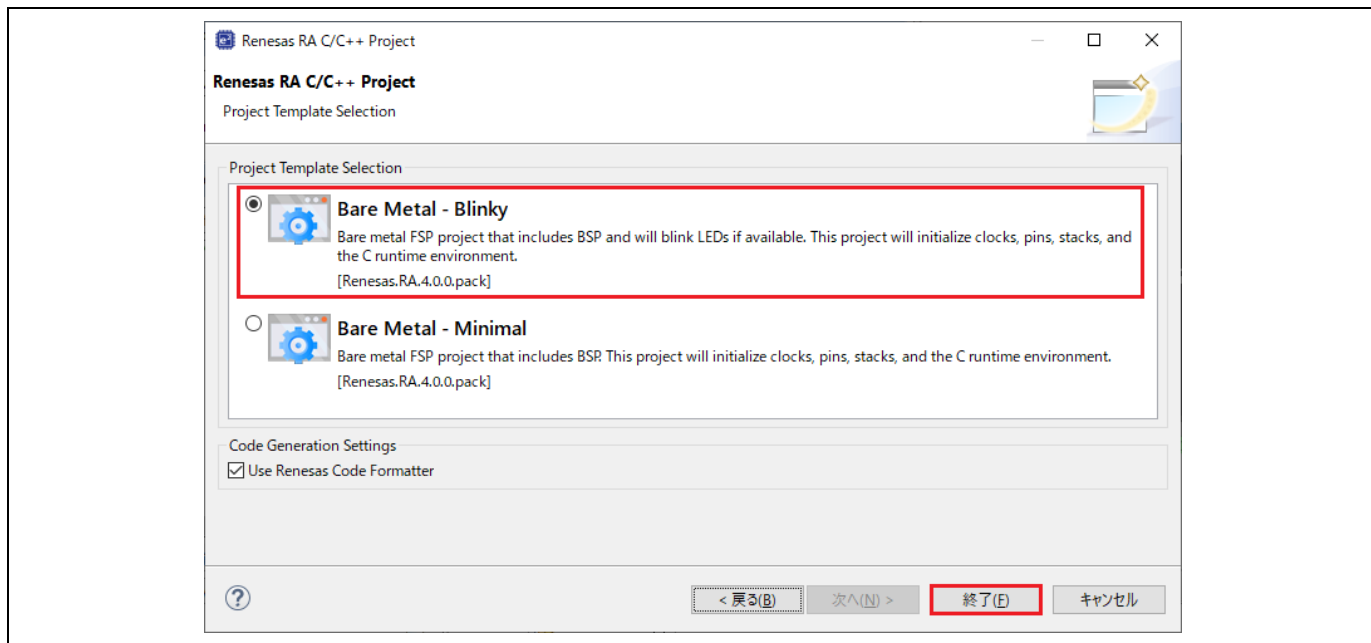 Renesas RA C/C++ Project
Renesas RA C/C++ Project
Project Template Selection
Project Template Selection
Bare Metal - Blinky
Bare metal FSP project that includes BSP and will blink LEDs if available. This project will initialize clocks, pins, stacks, and
the C runtime environment.
[Renesas.RA.4.0.0.pack]
Bare Metal - Minimal
Bare metal FSP project that includes BSP. This project will initialize clocks, pins, stacks, and the C runtime environment.
[Renesas.RA.4.0.0.pack]
Code Generation Settings
Use Renesas Code Formatter
< 戻る(B) 次へ(N) > 終了(F) キャンセル